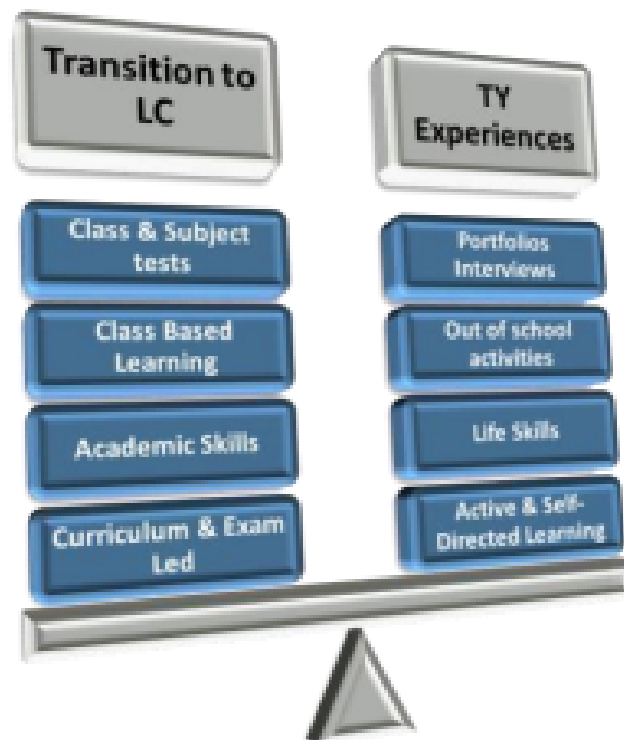 Transition to
LC
Class & Subject
tests
Class Based
Learning
Academic Skills
Curriculum & Exam
Led
TY
Experiences
Portfolios
Interviews
Out of school
activities
Life Skills
Active & Self-
Directed Learning